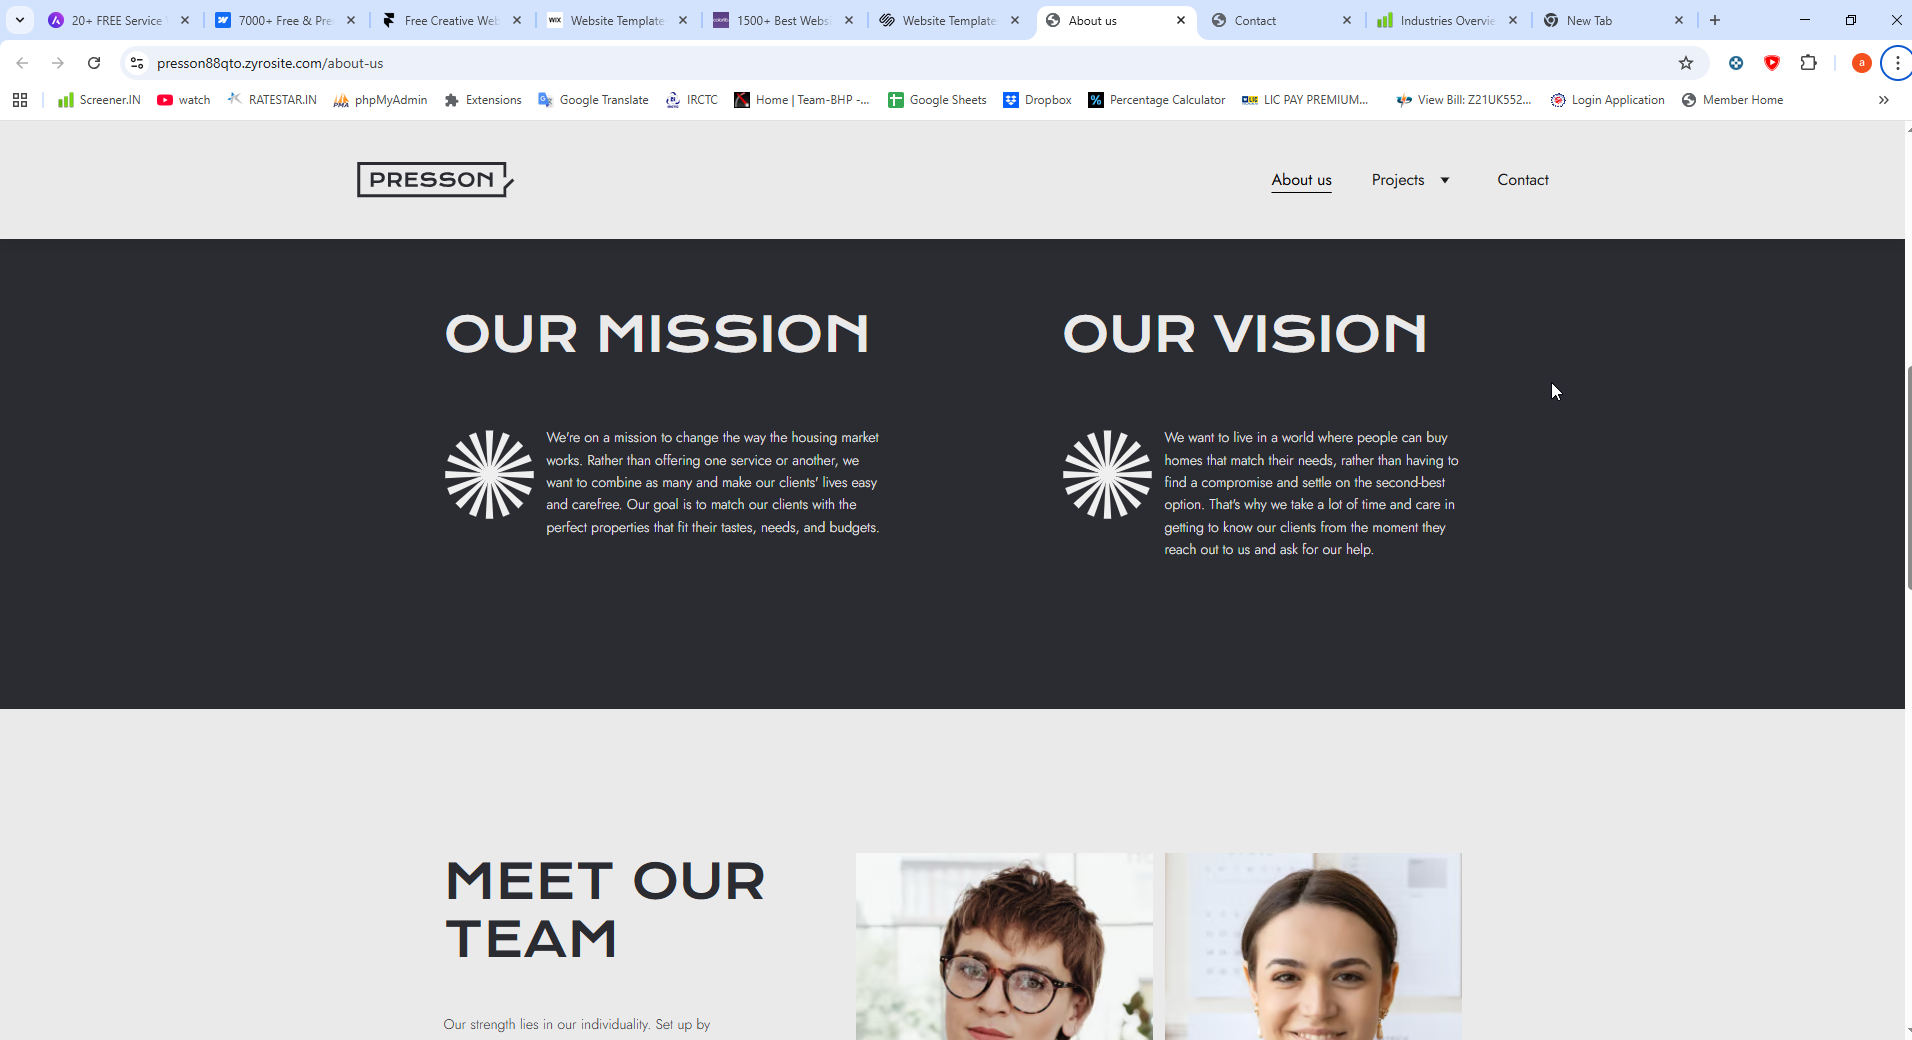 20+ FREE Service
7000+ Free & Pre
Free Creative Web
WIX
Website Template
colorlib
1500+ Best Websi
Website Template
About us
Contact
Industries Overvie
New Tab
presson88qto.zyrosite.com/about-us
a
Screener.IN
watch
RATESTAR.IN
PMA
phpMyAdmin
Extensions
Google Translate
IRCTC
Home | Team-BHP -...
Google Sheets
Dropbox
%
Percentage Calculator
LIC
LIC PAY PREMIUM...
View Bill: Z21UK552...
Login Application
Member Home
PRESSON
About us
Projects
Contact
OUR MISSION
We're on a mission to change the way the housing market
works. Rather than offering one service or another, we
want to combine as many and make our clients' lives easy
and carefree. Our goal is to match our clients with the
perfect properties that fit their tastes, needs, and budgets.
OUR VISION
We want to live in a world where people can buy
homes that match their needs, rather than having to
find a compromise and settle on the second-best
option. That's why we take a lot of time and care in
getting to know our clients from the moment they
reach out to us and ask for our help.
MEET OUR
TEAM
Our strength lies in our individuality. Set up by